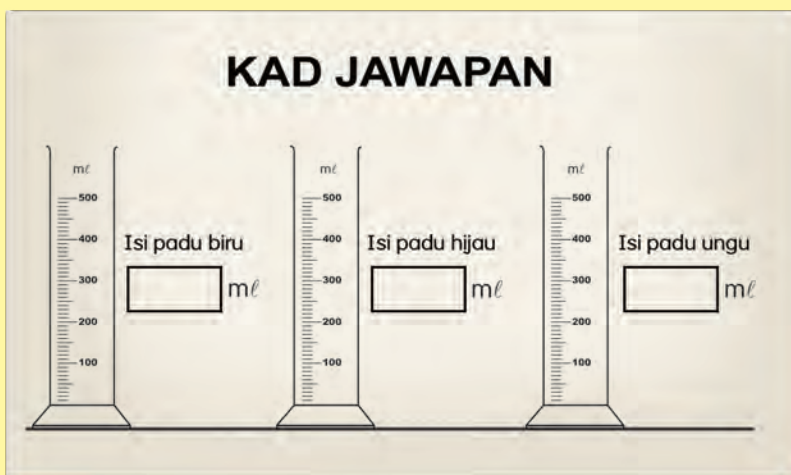 KAD JAWAPAN
mℓ mℓ mℓ
500 500 500
400 400 400
Isi padu biru Isi padu hijau Isi padu ungu
300 300 300
mℓ mℓ mℓ
200 200 200
100 100 100